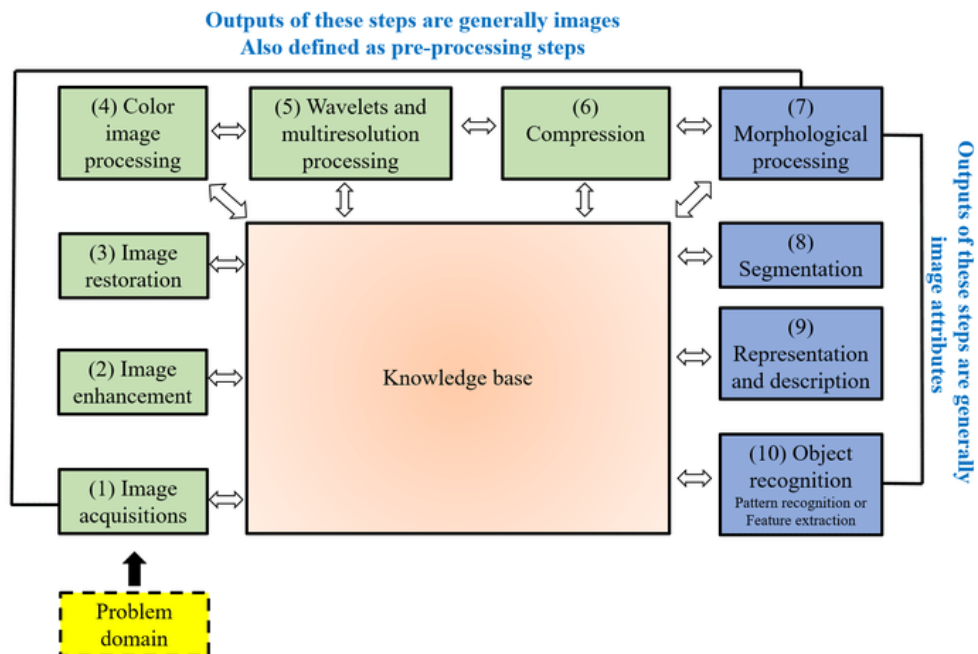 Outputs of these steps are generally images
Also defined as pre-processing steps
(4) Color
image
processing
(5) Wavelets and
multiresolution
processing
(6)
Compression
(7)
Morphological
processing
(3) Image
restoration
(8)
Segmentation
(2) Image
enhancement
Knowledge base
(9)
Representation
and description
(1) Image
acquisitions
(10) Object
recognition
Pattern recognition or
Feature extraction
Problem
domain
Outputs of these steps are generally
image attributes